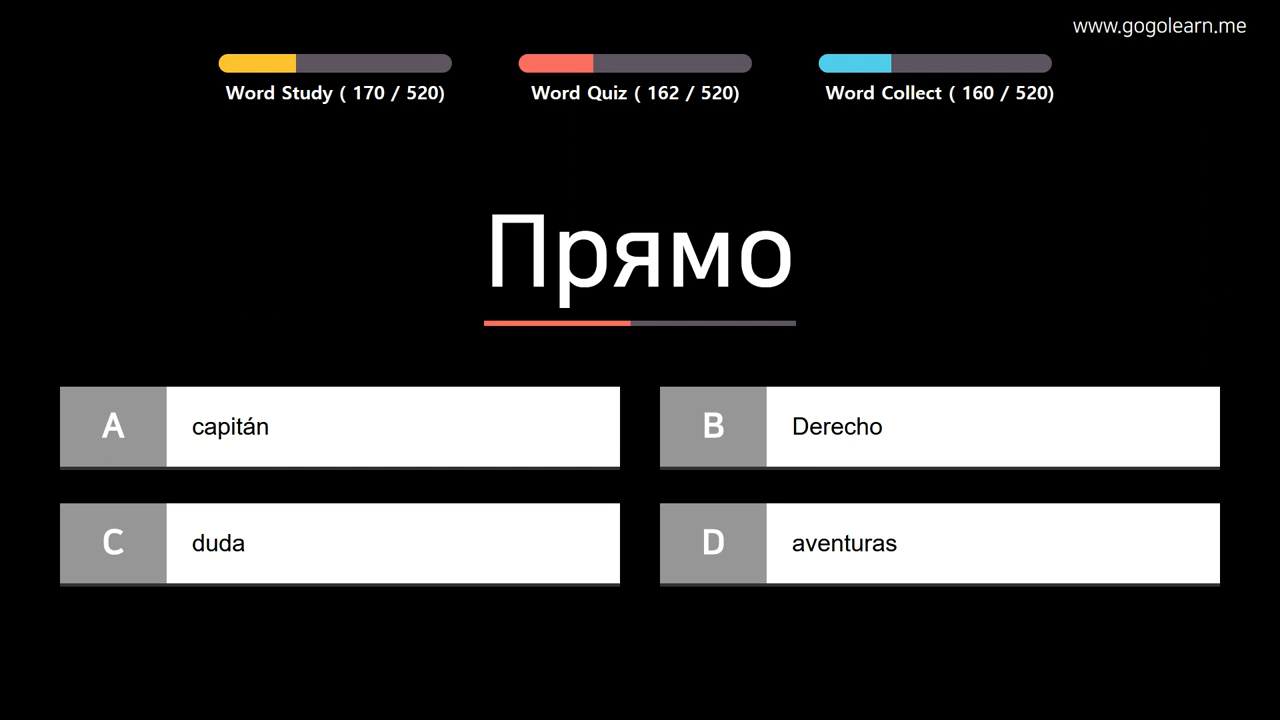 www.gogolearn.me
Word Study ( 170 / 520)
Word Quiz ( 162 / 520)
Word Collect ( 160 / 520)
Прямо
A capitán
B Derecho
C duda
D aventuras